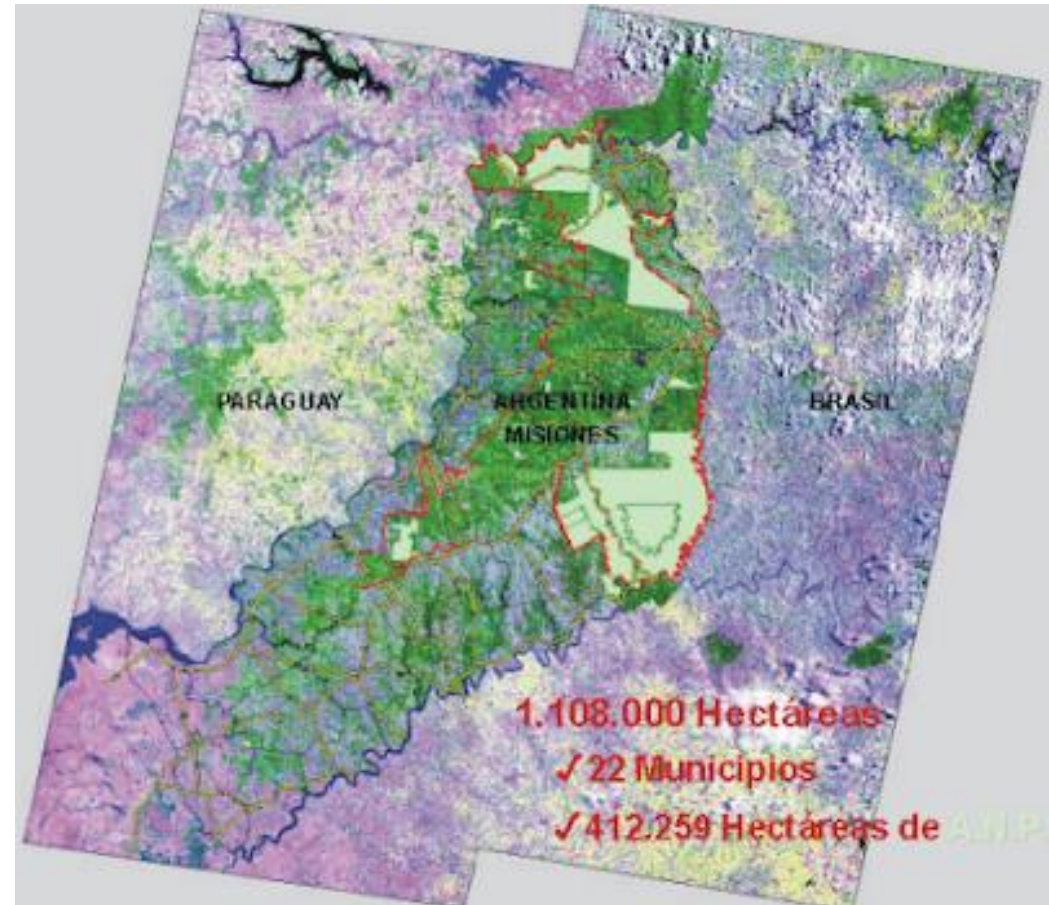 PARAGUAY
ARGENTINA
MISIONES
BRASIL
1.108.000 Hectáreas
✓22 Municipios
✓412.259 Hectáreas de A.N.P.